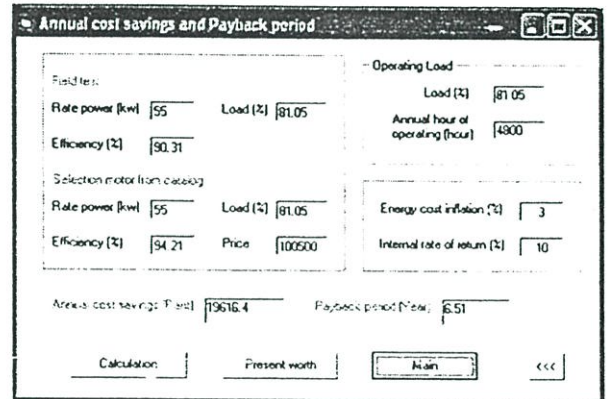 Annual cost savings and Payback period
Field test
Rate power [kw] 55 Load (%) 81.05
Efficiency (%) 90.31
Selection motor from catalog
Rate power [kw] 55 Load (%) 81.05
Efficiency (%) 94.21 Price 100500
Operating Load
Load (%) 81.05
Annual hour of
operating (hour) 4800
Energy cost inflation (%) 3
Internal rate of return (%) 10
Annual cost savings 19616.4 Payback period (Year) 6.51
Calculation Present worth Main <<<